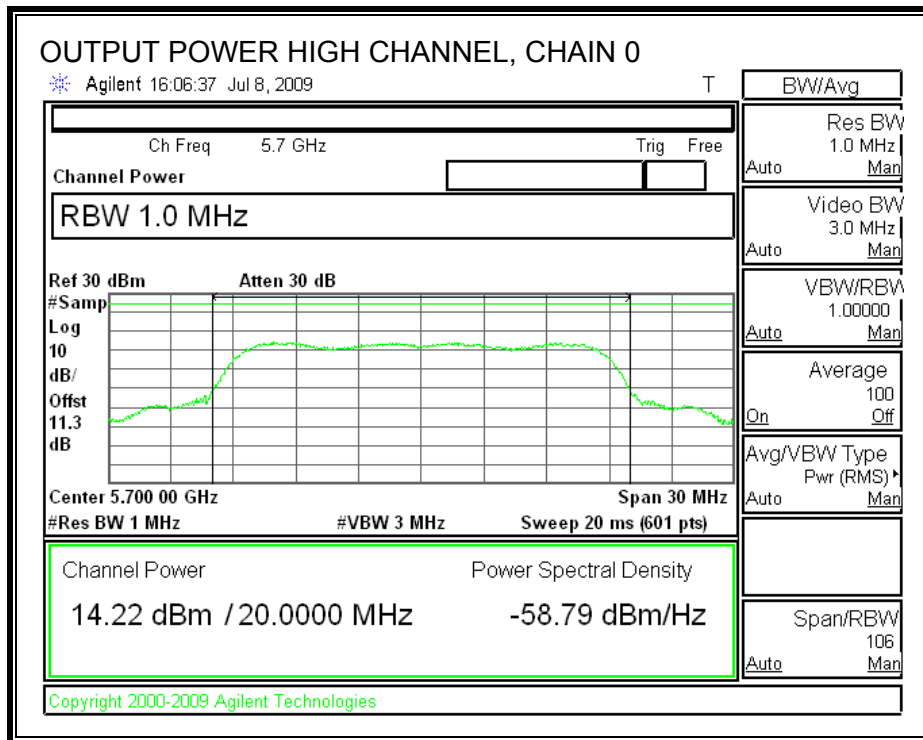 OUTPUT POWER HIGH CHANNEL, CHAIN 0
Agilent 16:06:37 Jul 8, 2009 T
Ch Freq 5.7 GHz Trig Free
Channel Power
RBW 1.0 MHz
Ref 30 dBm Atten 30 dB
#Samp
Log
10
dB/
Offst
11.3
dB
Center 5.700 00 GHz Span 30 MHz
#Res BW 1 MHz #VBW 3 MHz Sweep 20 ms (601 pts)
Channel Power Power Spectral Density
14.22 dBm / 20.0000 MHz -58.79 dBm/Hz
Copyright 2000-2009 Agilent Technologies
BW/Avg
Res BW
1.0 MHz
Auto Man
Video BW
3.0 MHz
Auto Man
VBW/RBW
1.00000
Auto Man
Average
100
On Off
Avg/VBW Type
Pwr (RMS)
Auto Man
Span/RBW
106
Auto Man